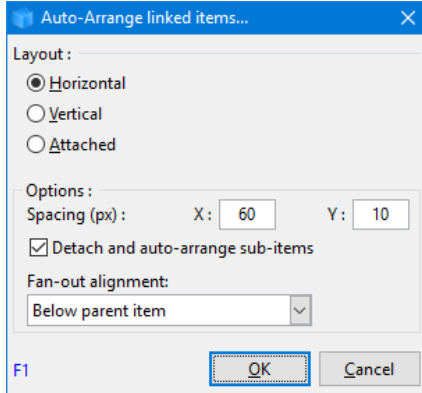 Auto-Arrange linked items...
Layout :
Horizontal
Vertical
Attached
Options :
Spacing (px) : X : 60 Y : 10
Detach and auto-arrange sub-items
Fan-out alignment:
Below parent item
F1 OK Cancel